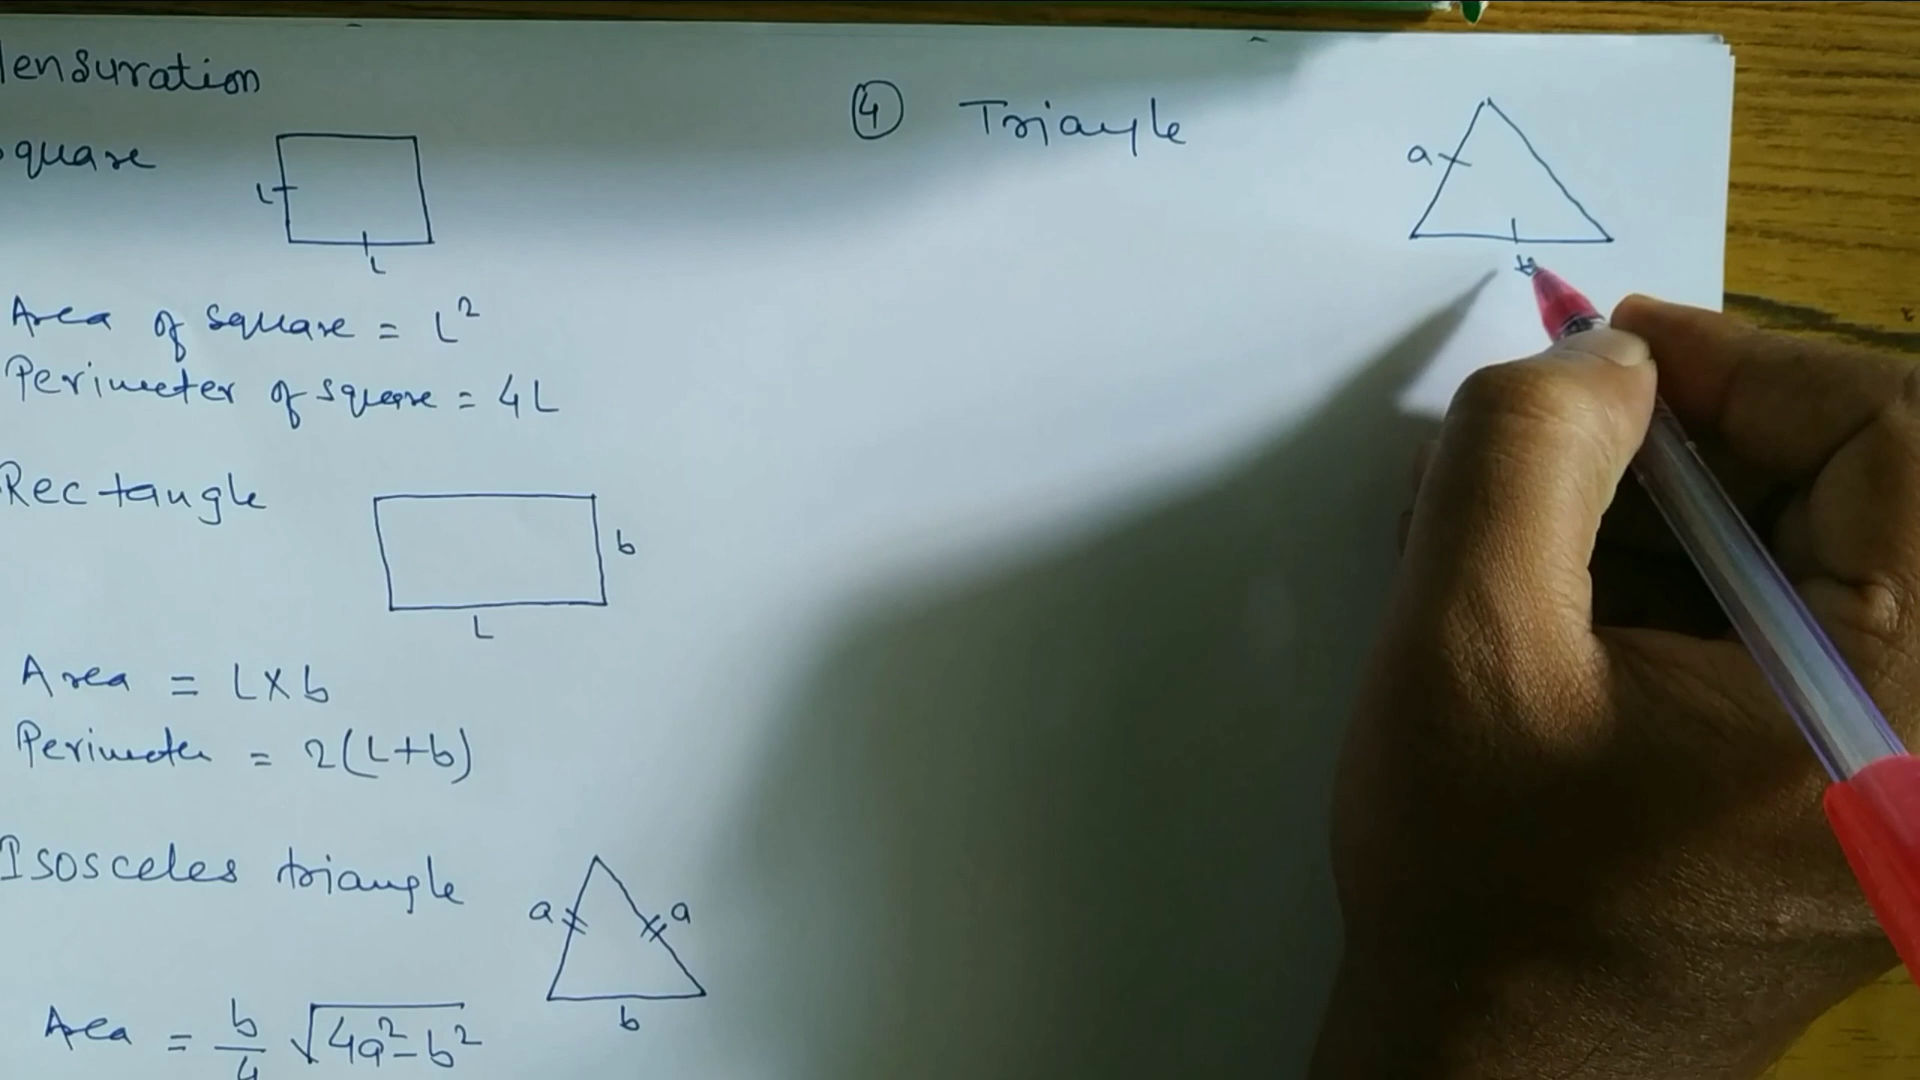 ensuration
quare
L
L
Area of square = L²
Perimeter of square = 4L
Rectangle
b
L
Area = L×b
Perimeter = 2(L+b)
Isosceles triangle
a a
b
Area = b/4 √4a²-b²
④ Triangle
a